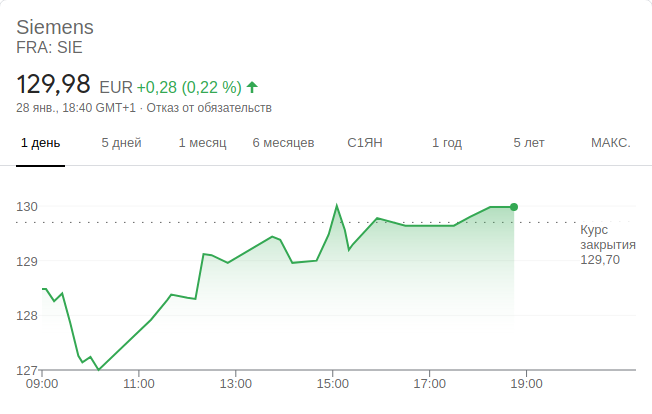 Siemens
FRA: SIE
129,98 EUR +0,28 (0,22 %)
28 янв., 18:40 GMT+1 · Отказ от обязательств
1 день 5 дней 1 месяц 6 месяцев С1ЯН 1 год 5 лет МАКС.
130
129
128
127
Курс
закрытия
129,70
09:00 11:00 13:00 15:00 17:00 19:00